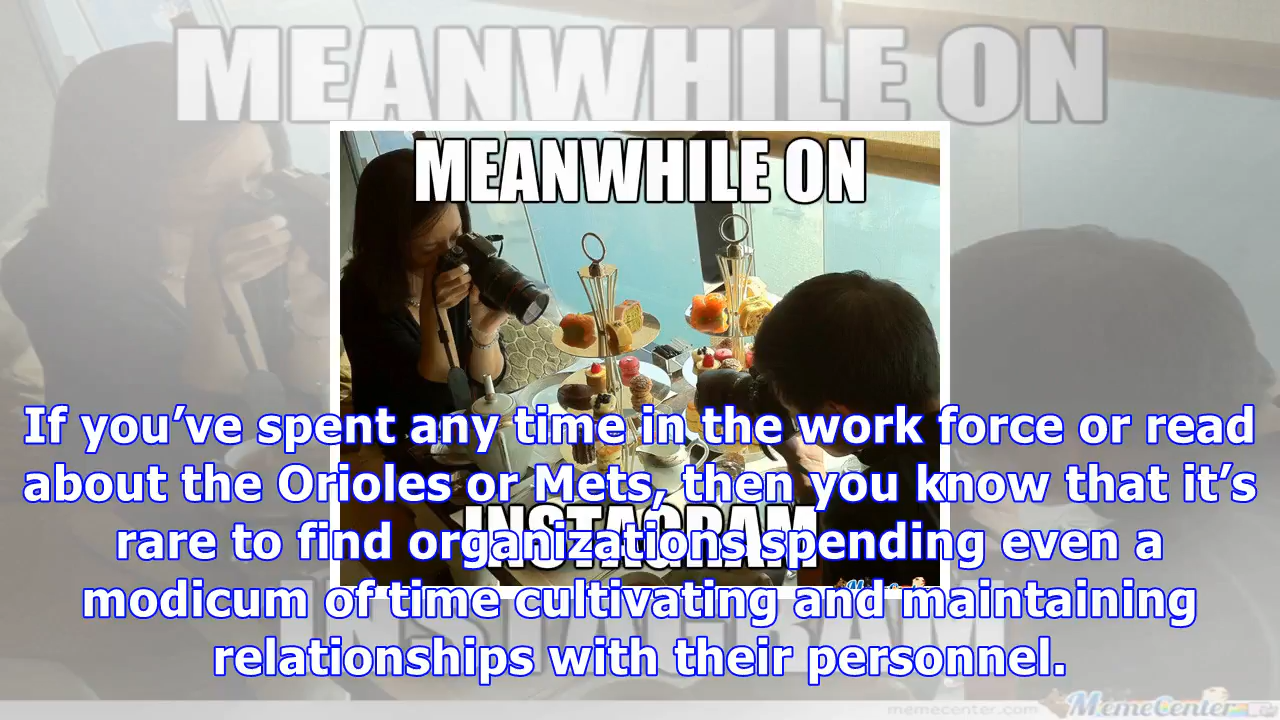 MEANWHILE ON
MEANWHILE ON
If you’ve spent any time in the work force or read
about the Orioles or Mets, then you know that it’s
rare to find organizations spending even a
modicum of time cultivating and maintaining
relationships with their personnel.
INSTAGRAM
INSTAGRAM
memecenter.com MemeCenter